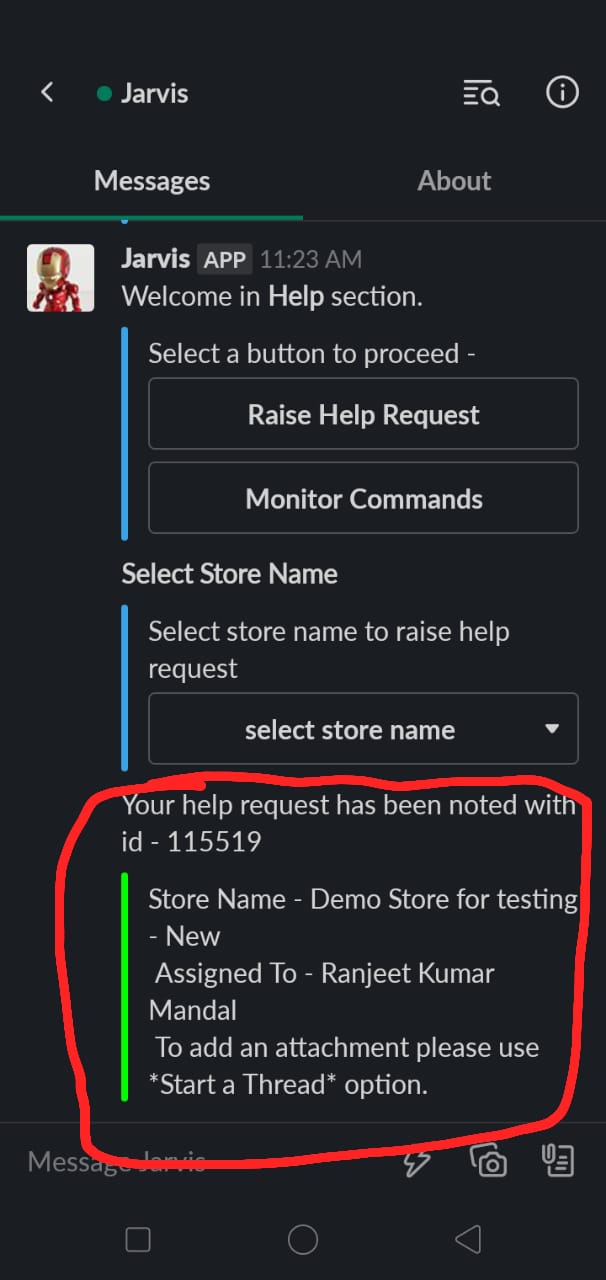 Jarvis
Messages
About
Jarvis APP 11:23 AM
Welcome in Help section.
Select a button to proceed -
Raise Help Request
Monitor Commands
Select Store Name
Select store name to raise help
request
select store name
Your help request has been noted with
id - 115519
Store Name - Demo Store for testing
- New
Assigned To - Ranjeet Kumar
Mandal
To add an attachment please use
*Start a Thread* option.
Message Jarvis